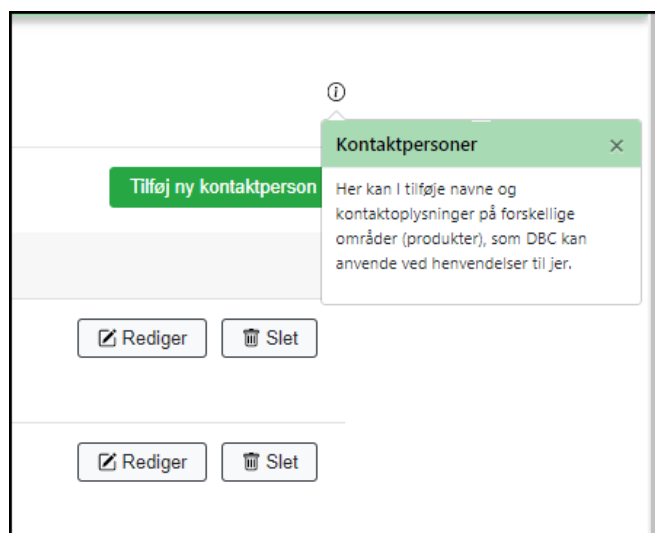 Kontaktpersoner
Tilføj ny kontaktperson
Her kan I tilføje navne og
kontaktoplysninger på forskellige
områder (produkter), som DBC kan
anvende ved henvendelser til jer.
Rediger Slet
Rediger Slet